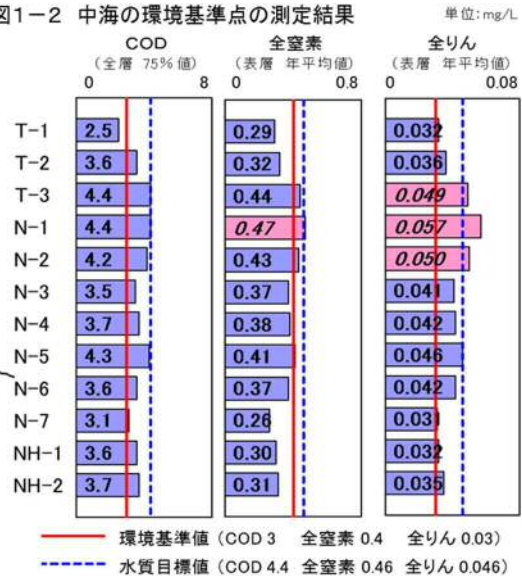 図1-2 中海の環境基準点の測定結果 単位:mg/L
COD 全窒素 全りん
(全層 75%値) (表層 年平均値) (表層 年平均値)
0 8 0 0.8 0 0.08
T-1 2.5 0.29 0.032
T-2 3.6 0.32 0.036
T-3 4.4 0.44 0.049
N-1 4.4 0.47 0.057
N-2 4.2 0.43 0.050
N-3 3.5 0.37 0.041
N-4 3.7 0.38 0.042
N-5 4.3 0.41 0.046
N-6 3.6 0.37 0.042
N-7 3.1 0.26 0.031
NH-1 3.6 0.30 0.032
NH-2 3.7 0.31 0.035
環境基準値 (COD 3 全窒素 0.4 全りん 0.03)
水質目標値 (COD 4.4 全窒素 0.46 全りん 0.046)